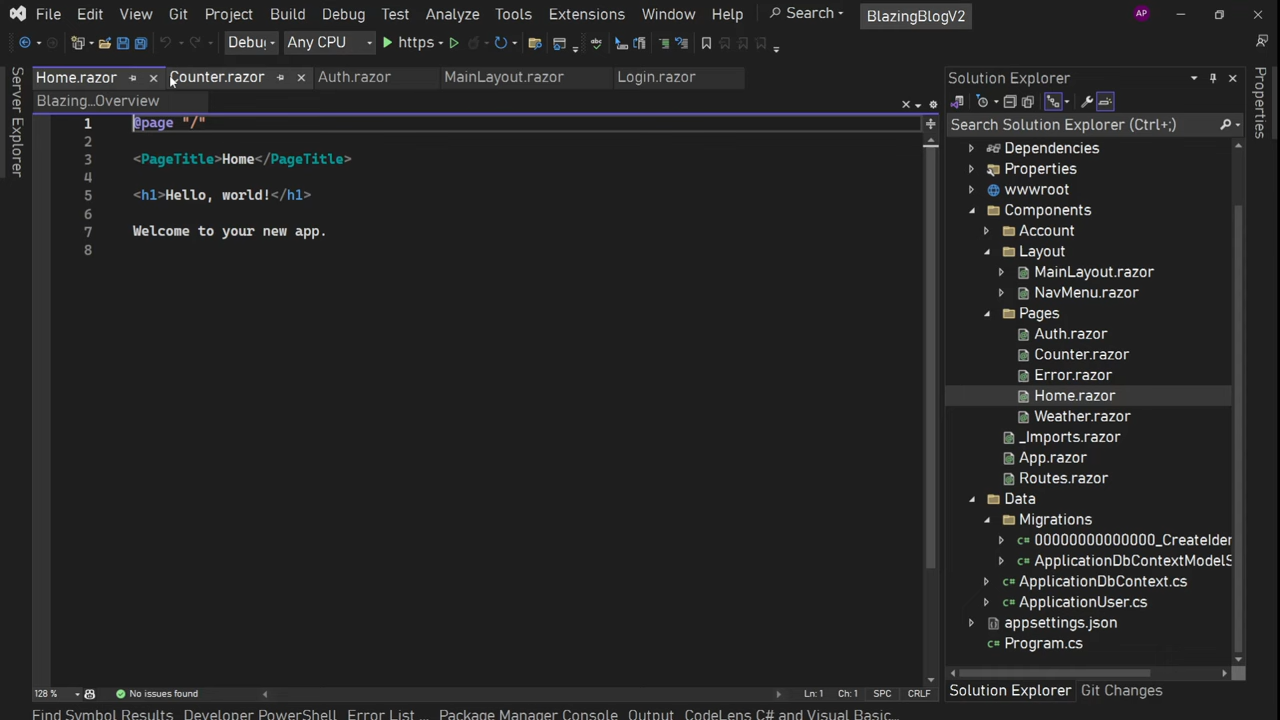 File Edit View Git Project Build Debug Test Analyze Tools Extensions Window Help Search BlazingBlogV2 AP
Debu Any CPU https
Home.razor Counter.razor Auth.razor MainLayout.razor Login.razor
Blazing...Overview
Server Explorer
1 @page "/"
2
3 <PageTitle>Home</PageTitle>
4
5 <h1>Hello, world!</h1>
6
7 Welcome to your new app.
8
128 % No issues found Ln: 1 Ch: 1 SPC CRLF
Solution Explorer
Search Solution Explorer (Ctrl+;)
Dependencies
Properties
wwwroot
Components
Account
Layout
MainLayout.razor
NavMenu.razor
Pages
Auth.razor
Counter.razor
Error.razor
Home.razor
Weather.razor
_Imports.razor
App.razor
Routes.razor
Data
Migrations
00000000000000_CreateIden
ApplicationDbContextModelS
ApplicationDbContext.cs
ApplicationUser.cs
appsettings.json
Program.cs
Solution Explorer Git Changes
Properties
Find Symbol Results Developer PowerShell Error List ... Package Manager Console Output CodeLens C# and Visual Basic...